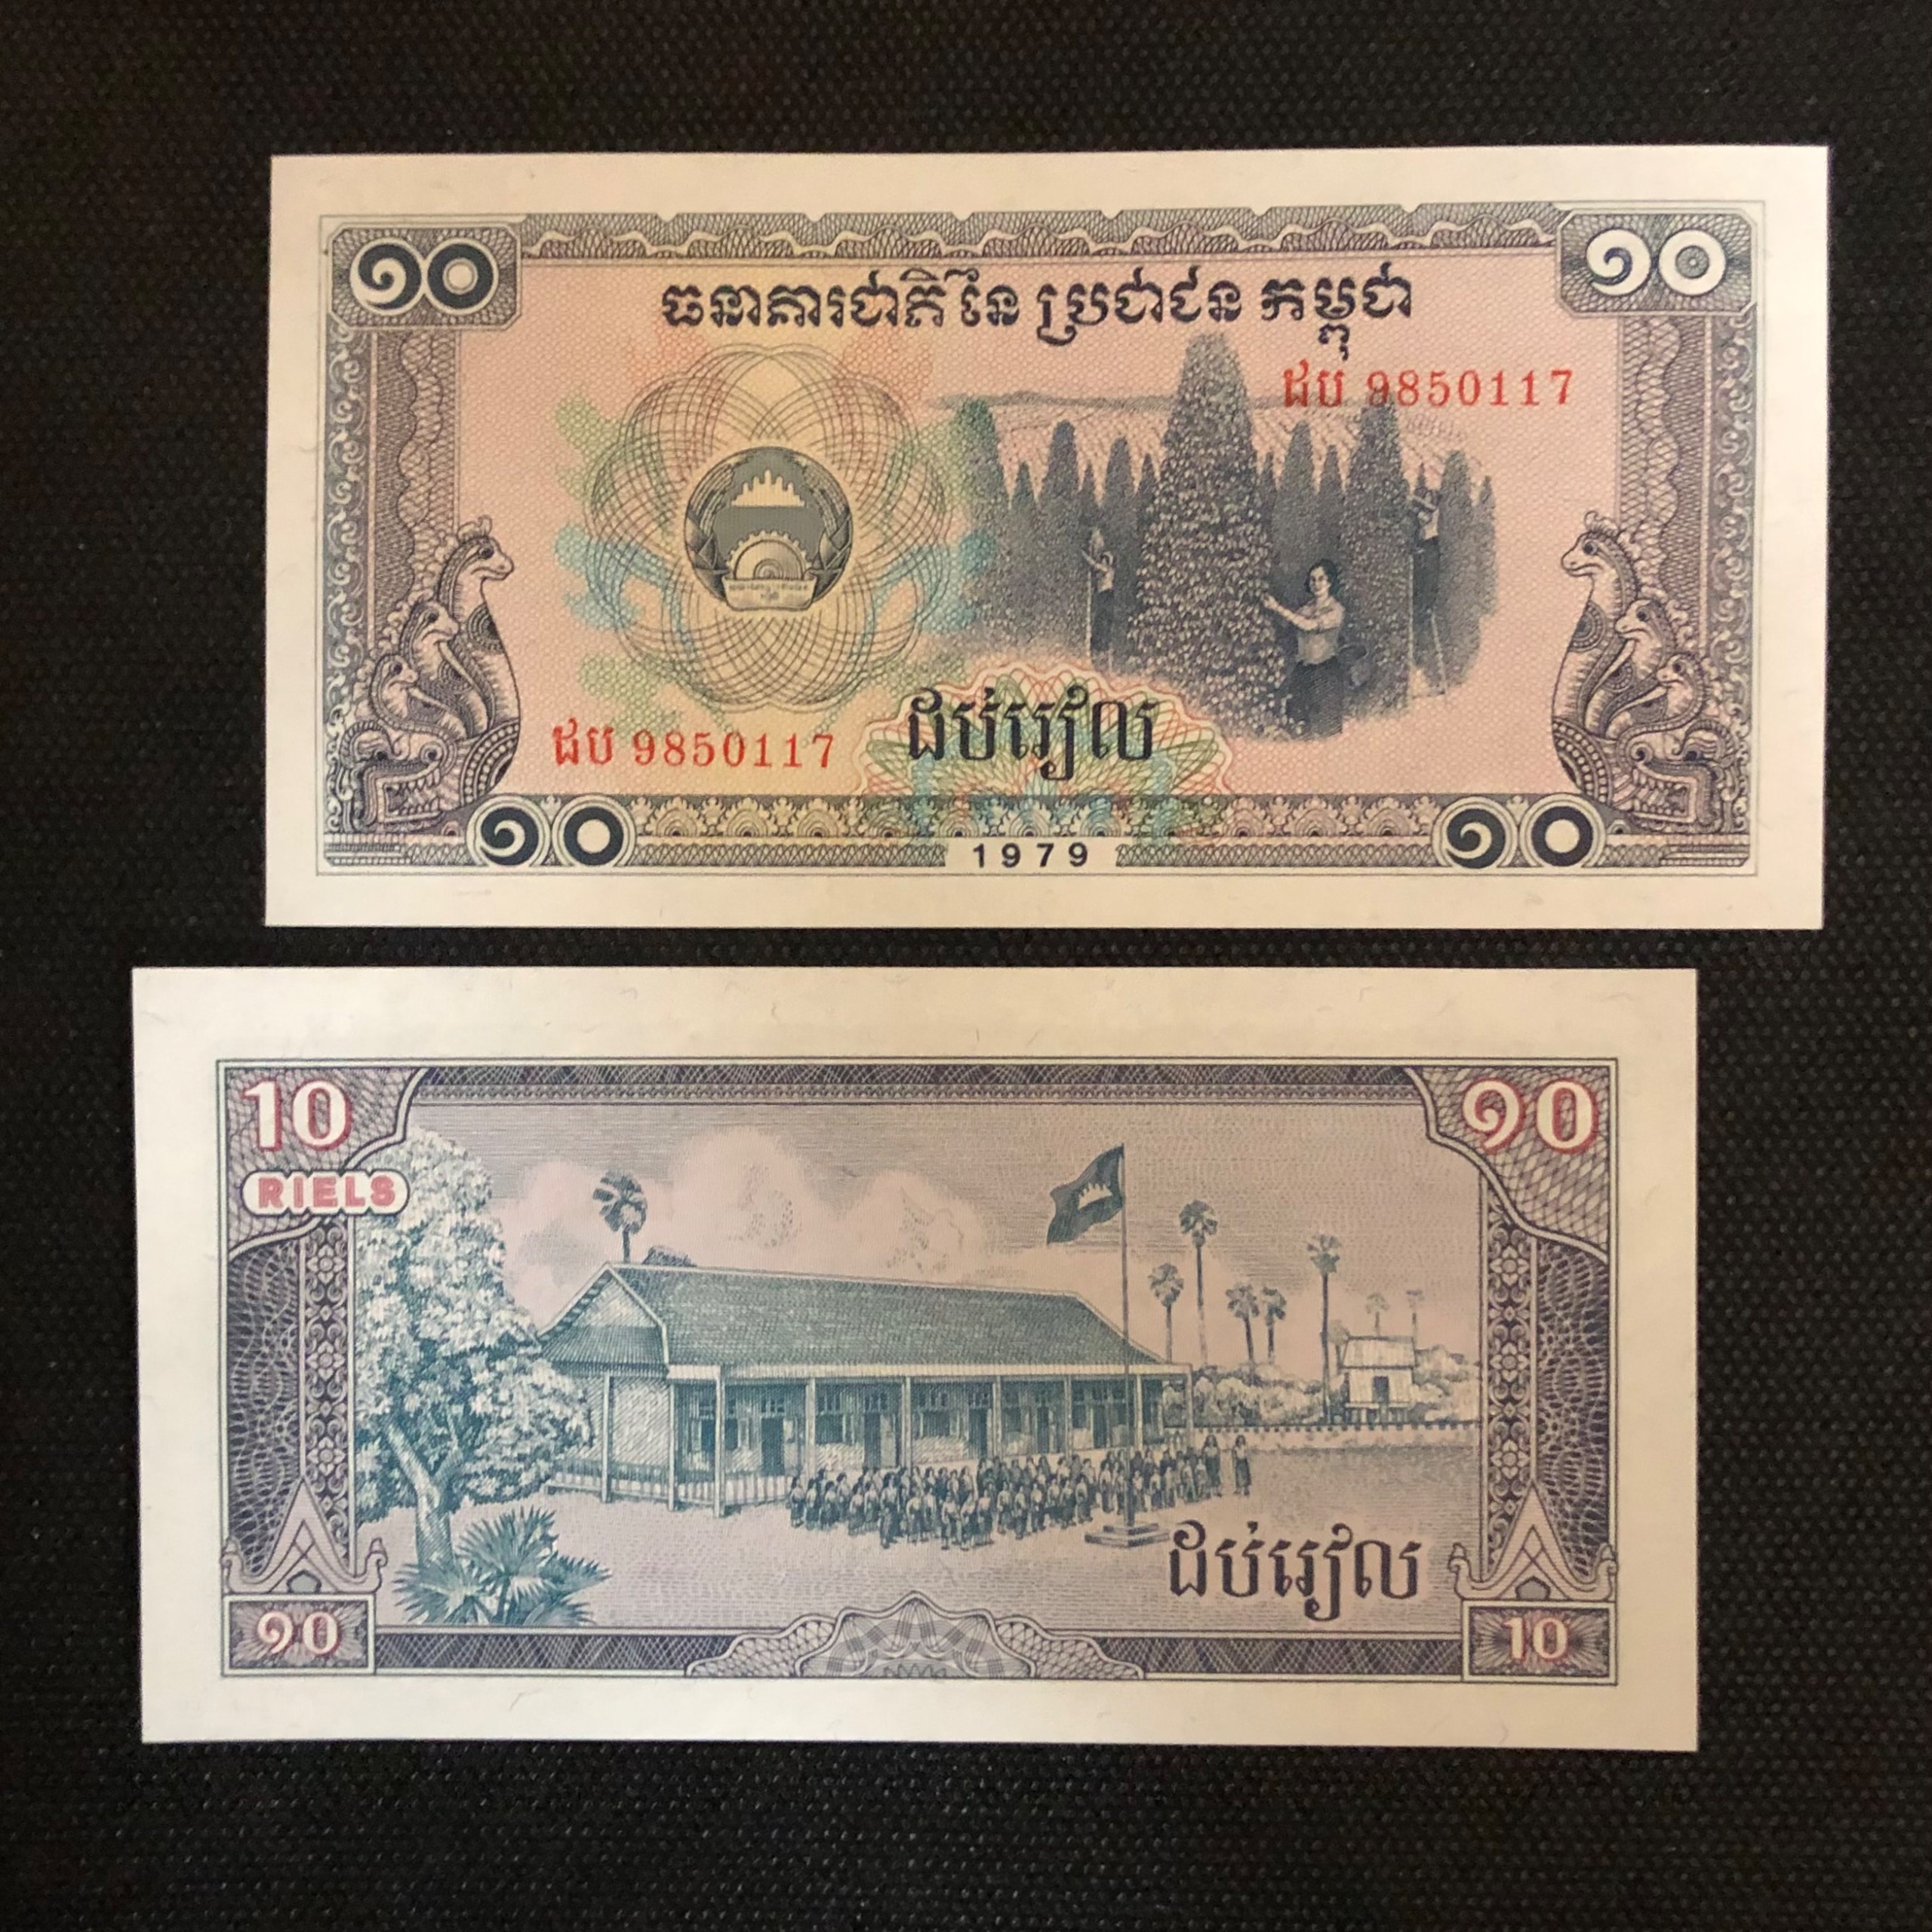 ១០ ១០
ធនាគារជាតិ នៃ ប្រជាជន កម្ពុជា
ដប 9850117
ដប 9850117
ដប់រៀល
១០ ១០
1979
10 ១០
RIELS
ដប់រៀល
១០ 10